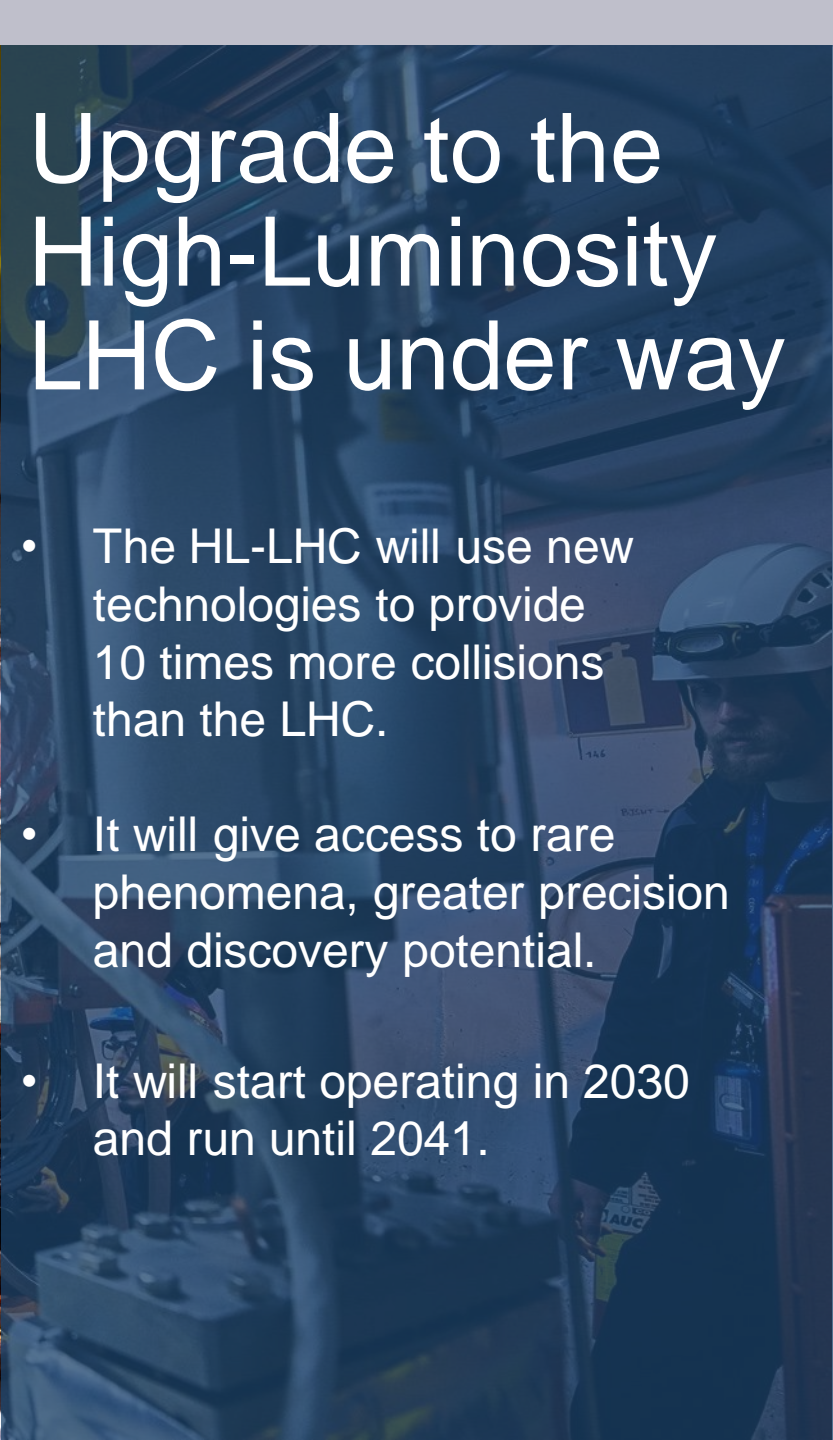 Upgrade to the
High-Luminosity
LHC is under way
• The HL-LHC will use new
technologies to provide
10 times more collisions
than the LHC.
146
• It will give access to rare
phenomena, greater precision
and discovery potential.
• It will start operating in 2030
and run until 2041.
AUC